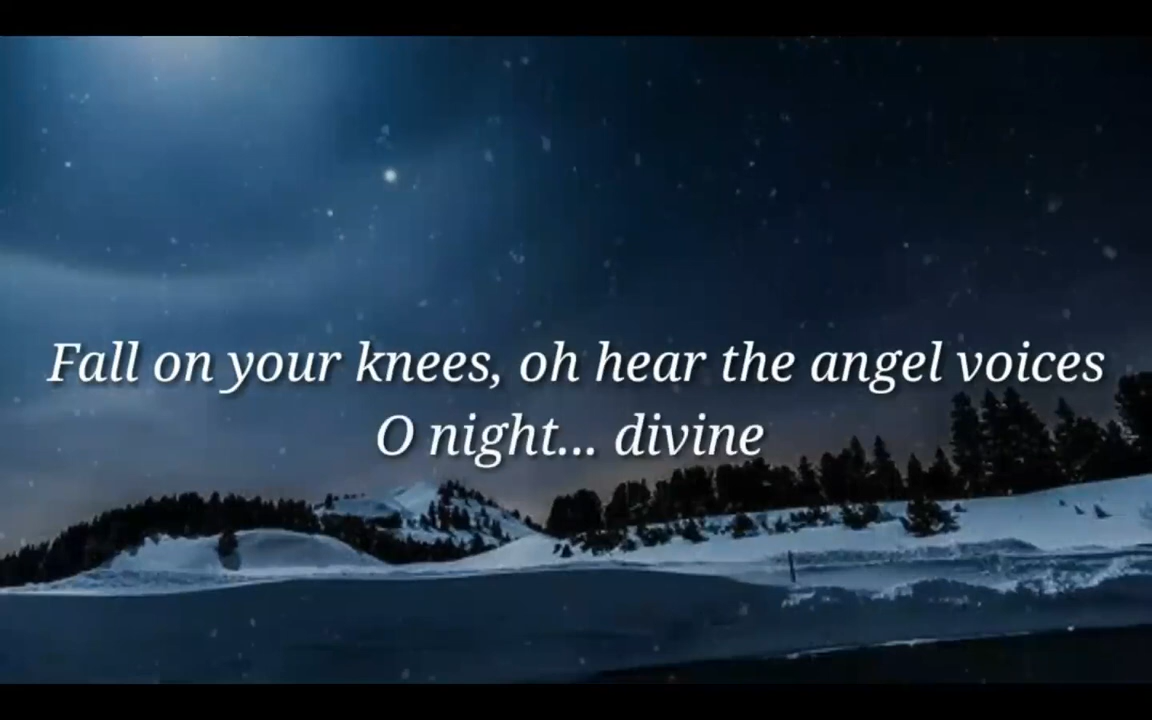 Fall on your knees, oh hear the angel voices
O night... divine